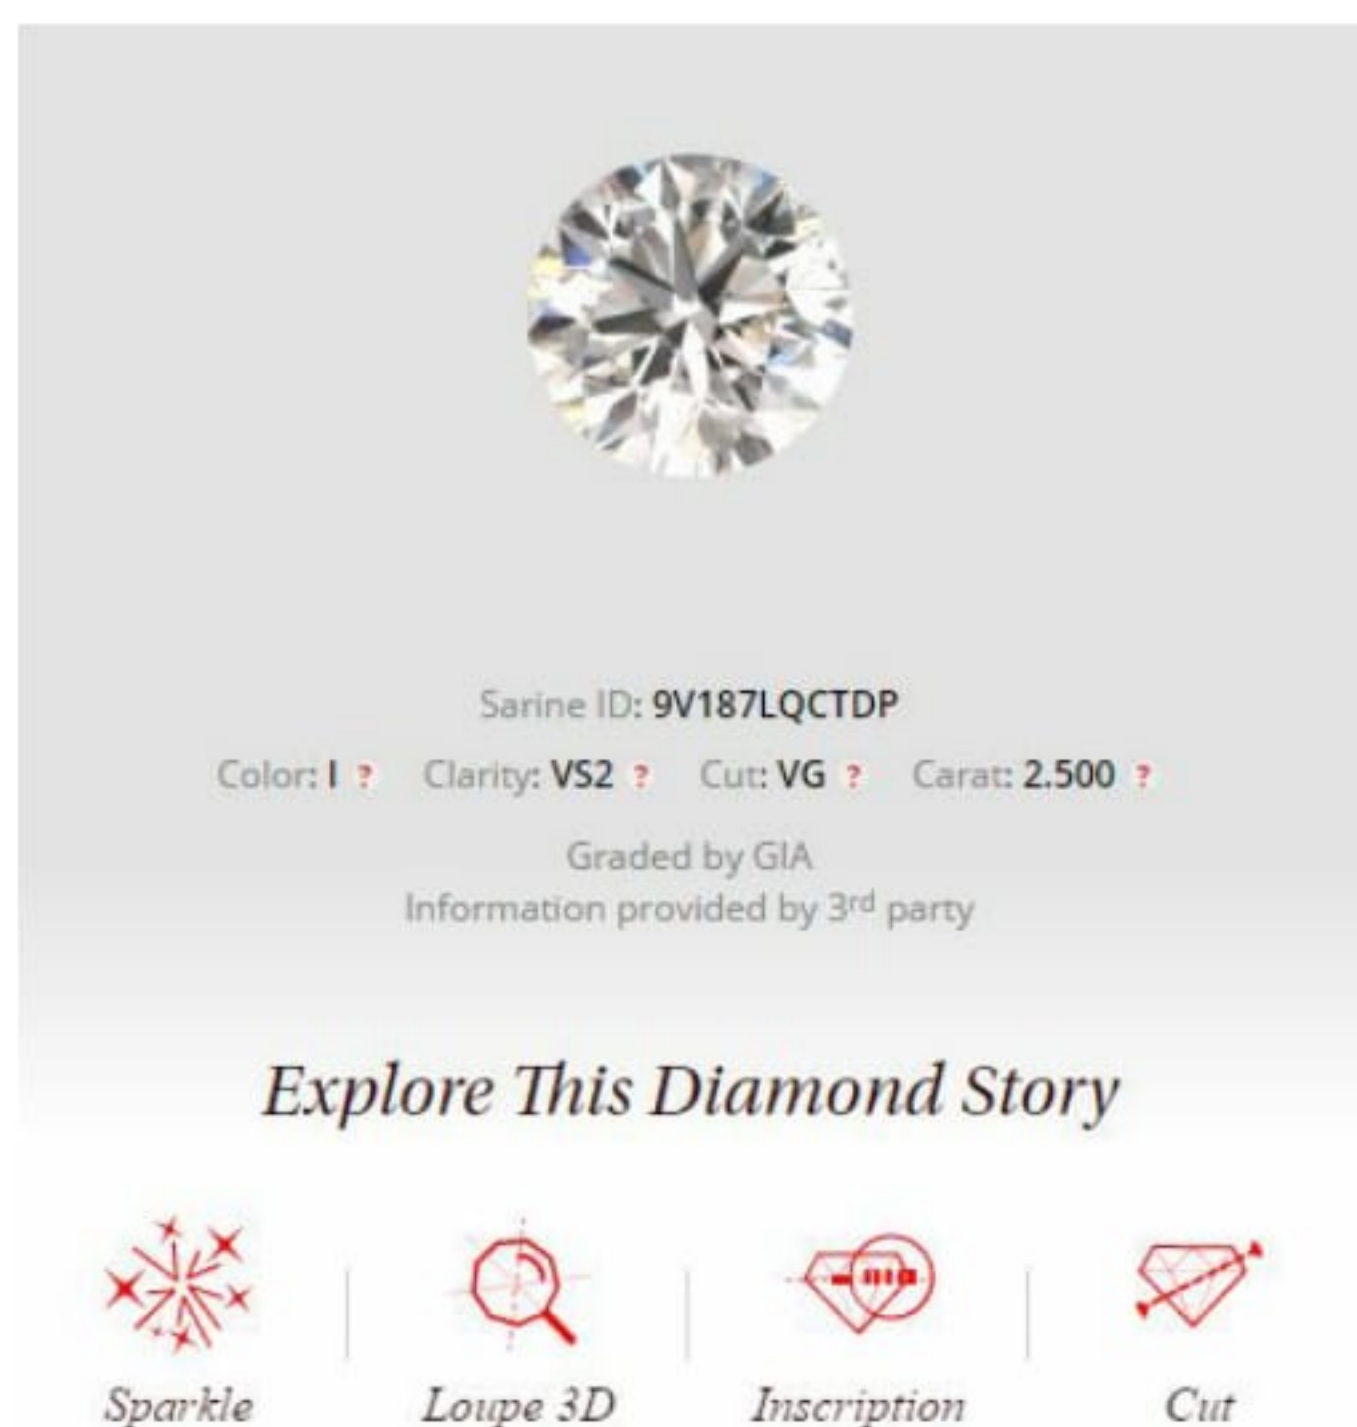 Sarine ID: 9V187LQCTDP
Color: I ? Clarity: VS2 ? Cut: VG ? Carat: 2.500 ?
Graded by GIA
Information provided by 3rd party
Explore This Diamond Story
Sparkle Loupe 3D Inscription Cut